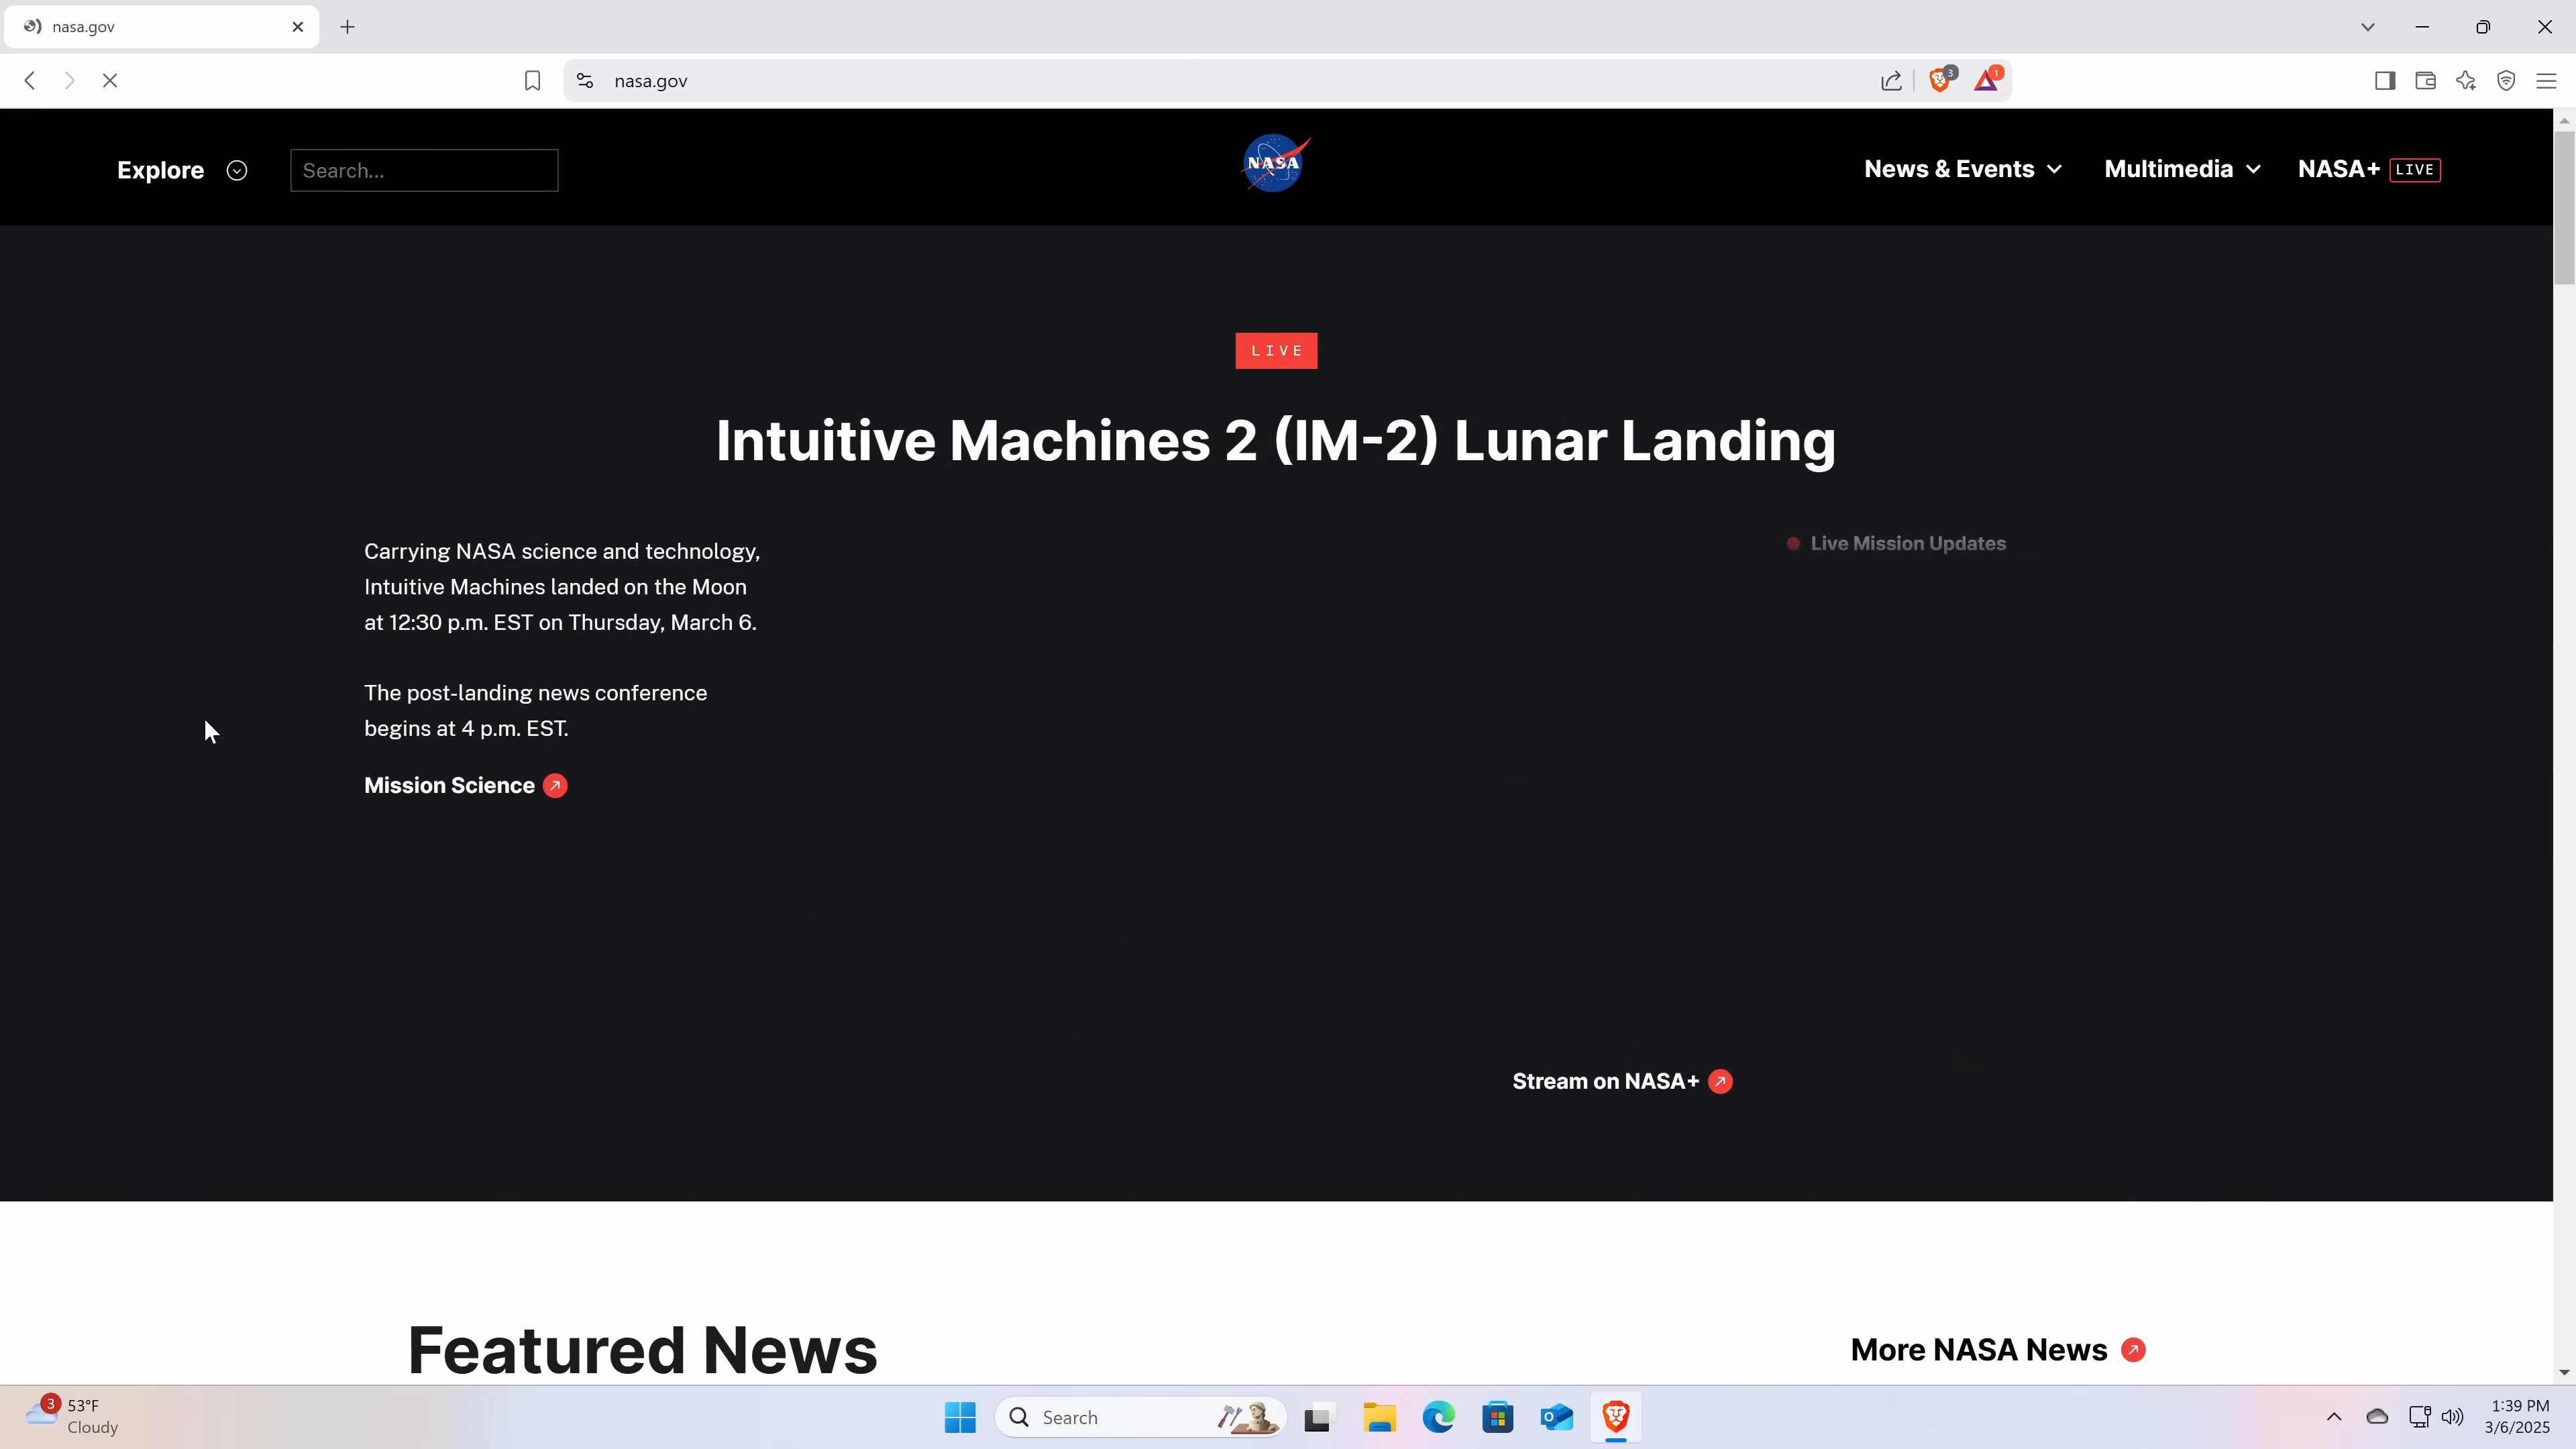 nasa.gov
nasa.gov
3
1
Explore
Search...
NASA
News & Events
Multimedia
NASA+ LIVE
LIVE
Intuitive Machines 2 (IM-2) Lunar Landing
Carrying NASA science and technology,
Intuitive Machines landed on the Moon
at 12:30 p.m. EST on Thursday, March 6.
The post-landing news conference
begins at 4 p.m. EST.
Mission Science
Live Mission Updates
Stream on NASA+
Featured News
More NASA News
3
53°F
Cloudy
Search
1:39 PM
3/6/2025